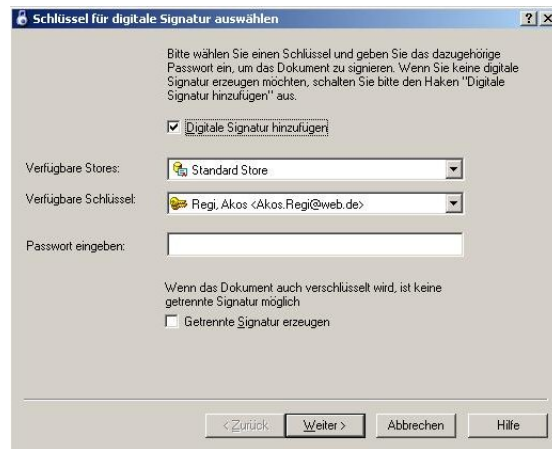 Schlüssel für digitale Signatur auswählen
Bitte wählen Sie einen Schlüssel und geben Sie das dazugehörige
Passwort ein, um das Dokument zu signieren. Wenn Sie keine digitale
Signatur erzeugen möchten, schalten Sie bitte den Haken "Digitale
Signatur hinzufügen" aus.
Digitale Signatur hinzufügen
Verfügbare Stores:
Standard Store
Verfügbare Schlüssel:
Regi, Akos <Akos.Regi@web.de>
Passwort eingeben:
Wenn das Dokument auch verschlüsselt wird, ist keine
getrennte Signatur möglich
Getrennte Signatur erzeugen
< Zurück Weiter > Abbrechen Hilfe